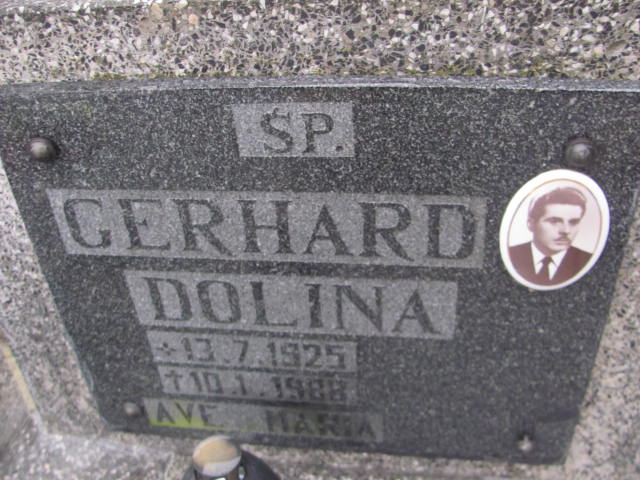 ŚP.
GERHARD
DOLINA
* 13.7.1925
† 10.1.1988
AVE MARIA